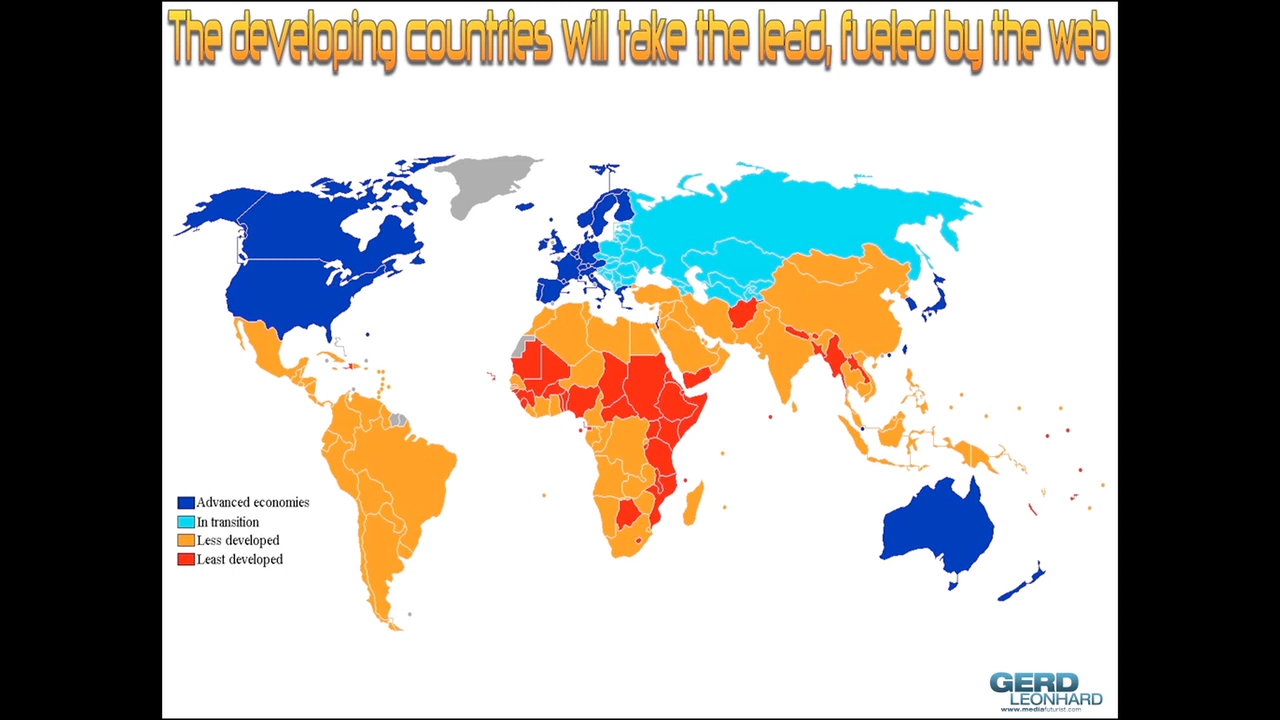 The developing countries will take the lead, fueled by the web
Advanced economies
In transition
Less developed
Least developed
GERD
LEONHARD
www.mediafuturist.com